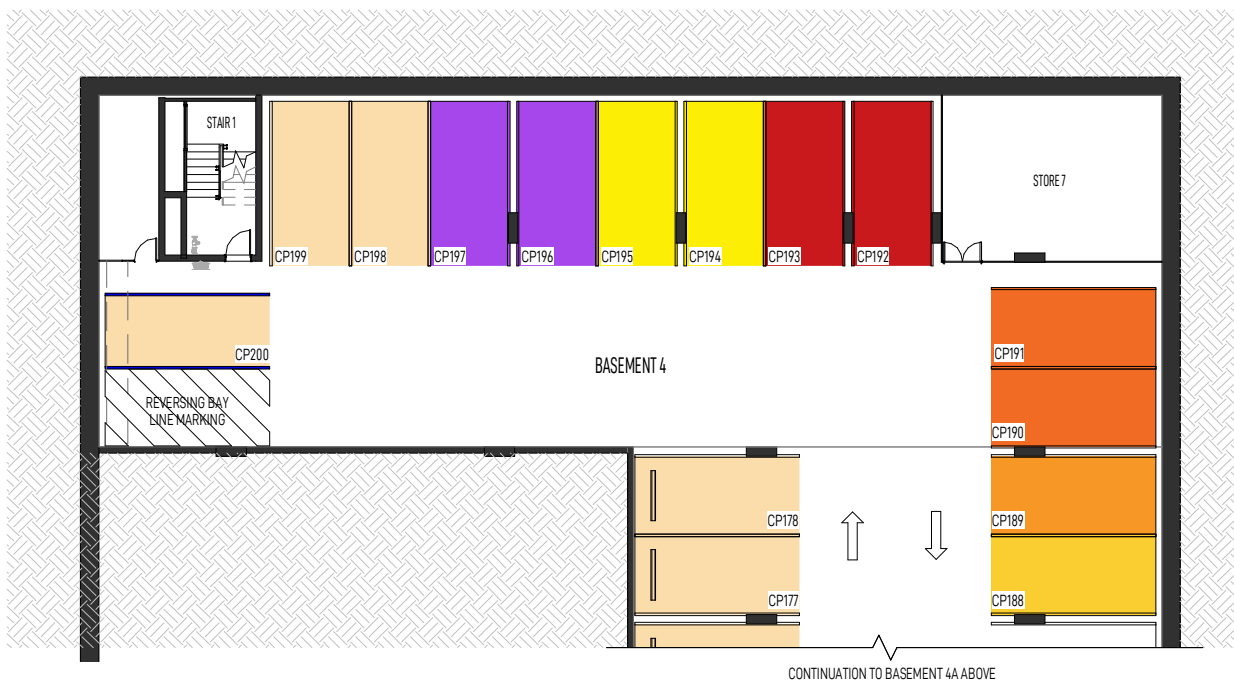 STAIR 1
STORE 7
CP199
CP198
CP197
CP196
CP195
CP194
CP193
CP192
CP200
BASEMENT 4
CP191
REVERSING BAY
LINE MARKING
CP190
CP178
CP189
CP177
CP188
CONTINUATION TO BASEMENT 4A ABOVE